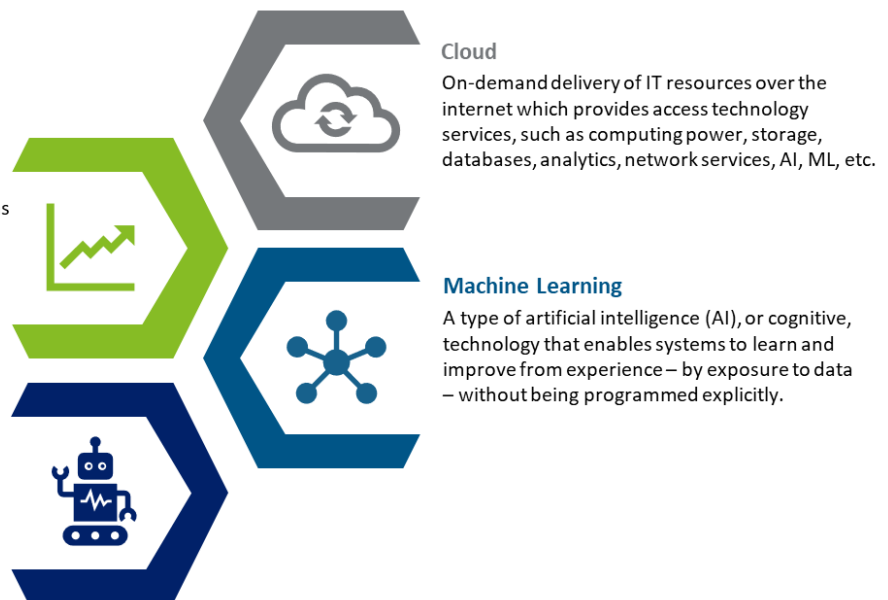 Cloud
On-demand delivery of IT resources over the
internet which provides access technology
services, such as computing power, storage,
databases, analytics, network services, AI, ML, etc.
s
Machine Learning
A type of artificial intelligence (AI), or cognitive,
technology that enables systems to learn and
improve from experience – by exposure to data
– without being programmed explicitly.